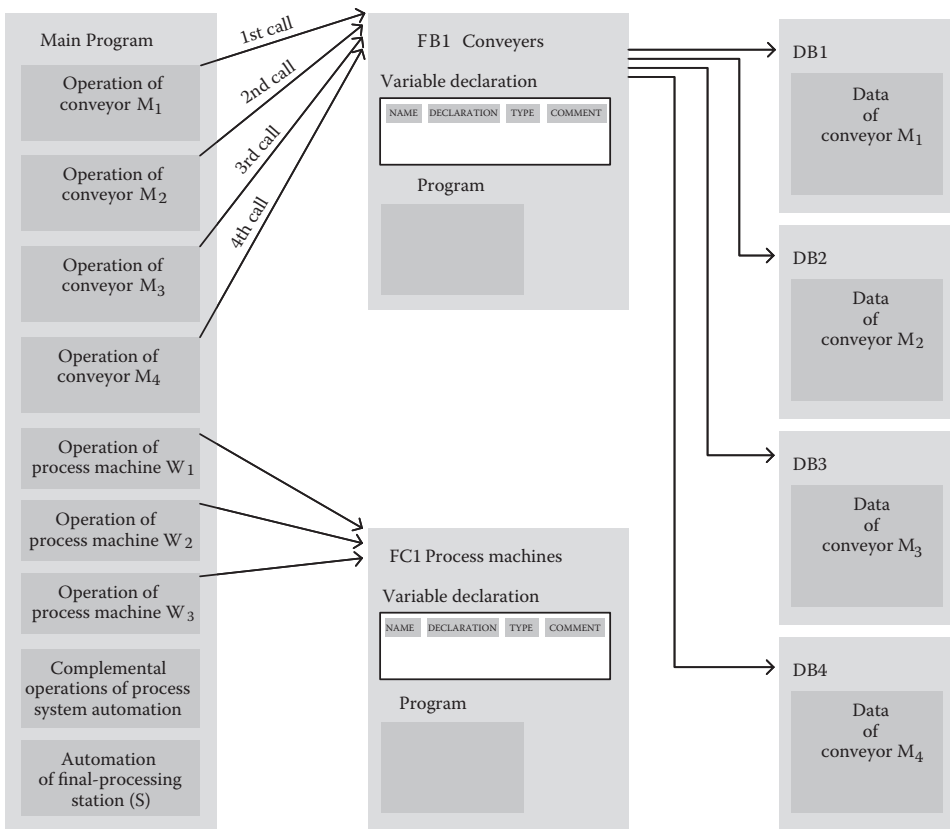 Main Program
Operation of
conveyor M1
Operation of
conveyor M2
Operation of
conveyor M3
Operation of
conveyor M4
Operation of
process machine W1
Operation of
process machine W2
Operation of
process machine W3
Complemental
operations of process
system automation
Automation
of final-processing
station (S)
1st call
2nd call
3rd call
4th call
FB1 Conveyers
Variable declaration
NAME DECLARATION TYPE COMMENT
Program
FC1 Process machines
Variable declaration
NAME DECLARATION TYPE COMMENT
Program
DB1
Data
of
conveyor M1
DB2
Data
of
conveyor M2
DB3
Data
of
conveyor M3
DB4
Data
of
conveyor M4